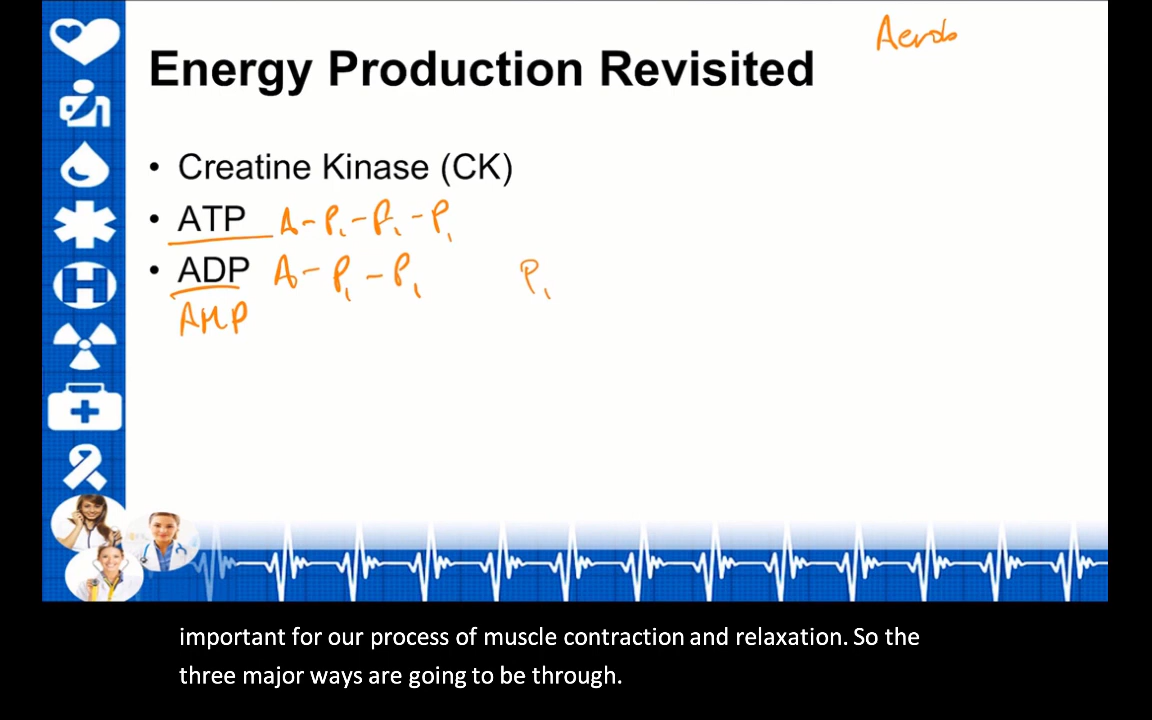 Aerob
Energy Production Revisited
• Creatine Kinase (CK)
• ATP A-Pi-Pi-Pi
• ADP A-Pi-Pi Pi
AMP
H
important for our process of muscle contraction and relaxation. So the
three major ways are going to be through.